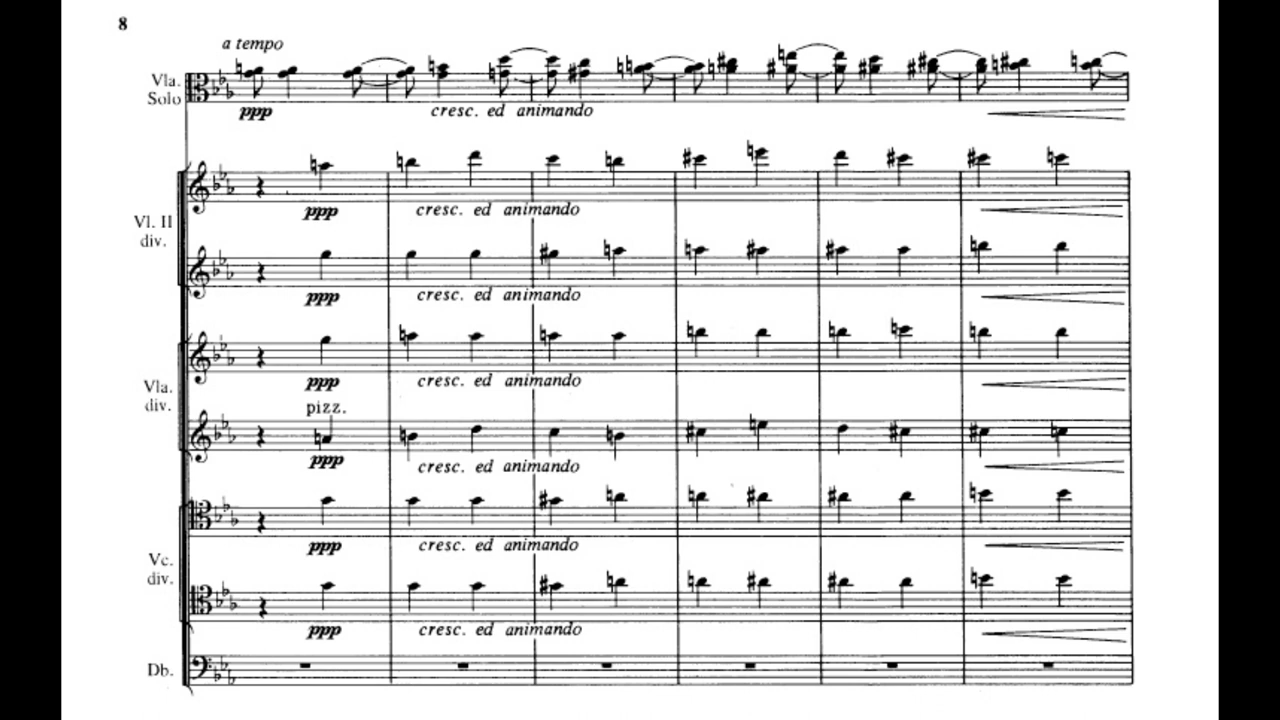 8
a tempo
Vla.
Solo
ppp
cresc. ed animando
Vl. II
div.
ppp
cresc. ed animando
ppp
cresc. ed animando
Vla.
div.
ppp
cresc. ed animando
pizz.
ppp
cresc. ed animando
Vc.
div.
ppp
cresc. ed animando
ppp
cresc. ed animando
Db.